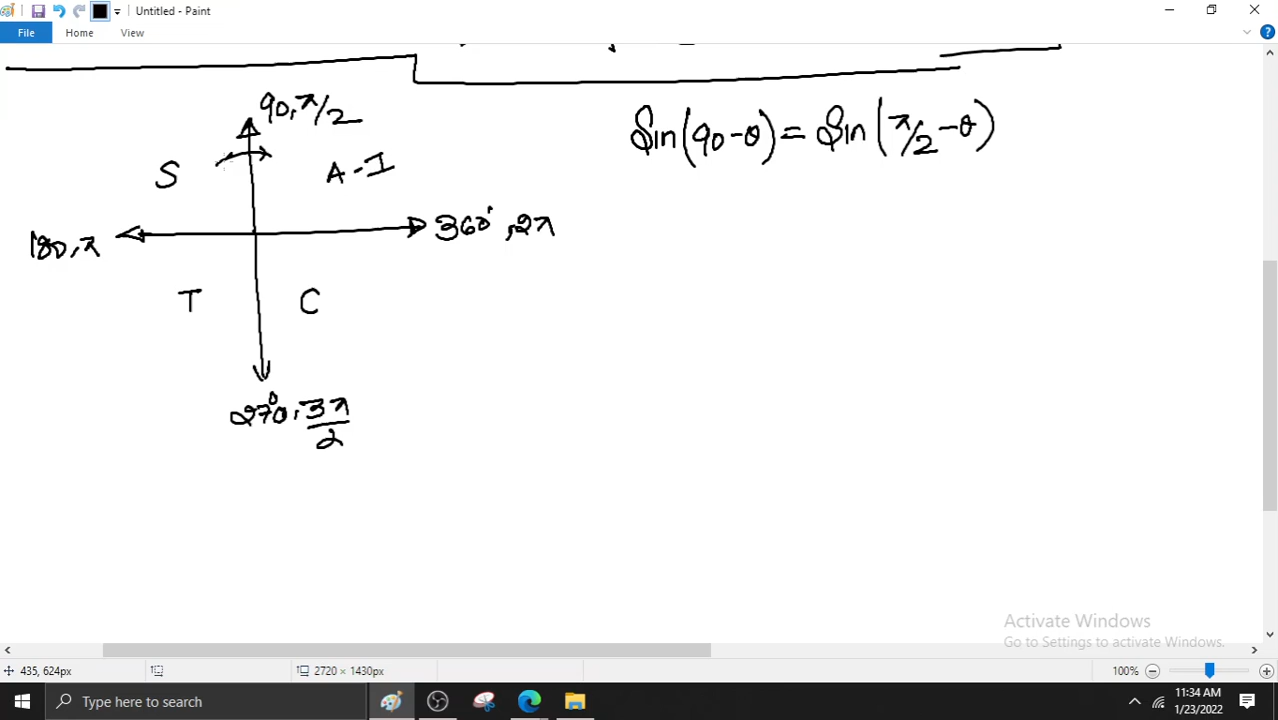 Untitled - Paint
File Home View
90, π/2
Sin(90-θ) = Sin(π/2-θ)
S
A - I
180, π
360°, 2π
T
C
270°, 3π/2
Activate Windows
Go to Settings to activate Windows.
435, 624px
2720 × 1430px
100%
Type here to search
11:34 AM
1/23/2022